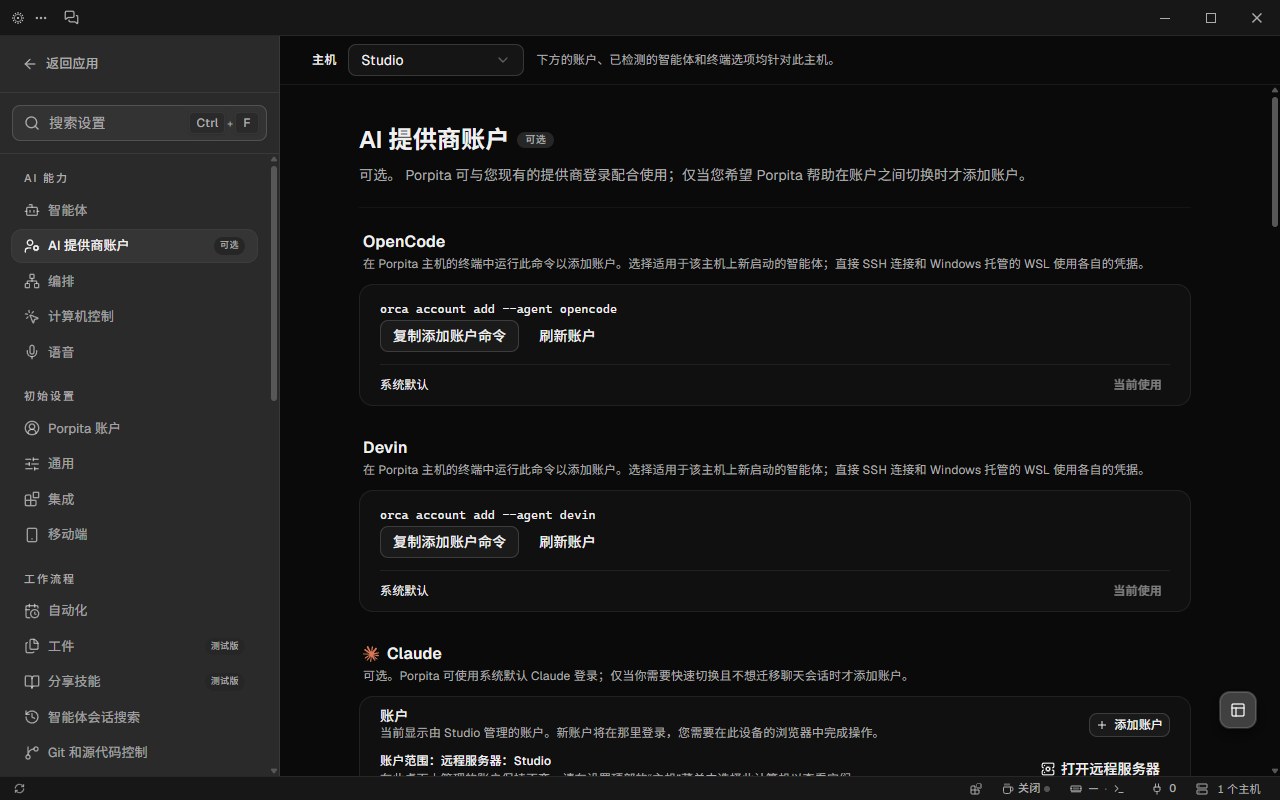 返回应用
主机
Studio
下方的账户、已检测的智能体和终端选项均针对此主机。
搜索设置
Ctrl + F
AI 能力
智能体
AI 提供商账户
可选
编排
计算机控制
语音
初始设置
Porpita 账户
通用
集成
移动端
工作流程
自动化
工件
测试版
分享技能
测试版
智能体会话搜索
Git 和源代码控制
AI 提供商账户
可选
可选。 Porpita 可与您现有的提供商登录配合使用；仅当您希望 Porpita 帮助在账户之间切换时才添加账户。
OpenCode
在 Porpita 主机的终端中运行此命令以添加账户。选择适用于该主机上新启动的智能体；直接 SSH 连接和 Windows 托管的 WSL 使用各自的凭据。
orca account add --agent opencode
复制添加账户命令
刷新账户
系统默认
当前使用
Devin
在 Porpita 主机的终端中运行此命令以添加账户。选择适用于该主机上新启动的智能体；直接 SSH 连接和 Windows 托管的 WSL 使用各自的凭据。
orca account add --agent devin
复制添加账户命令
刷新账户
系统默认
当前使用
Claude
可选。Porpita 可使用系统默认 Claude 登录；仅当你需要快速切换且不想迁移聊天会话时才添加账户。
账户
当前显示由 Studio 管理的账户。新账户将在那里登录，您需要在此设备的浏览器中完成操作。
添加账户
账户范围：远程服务器：Studio
打开远程服务器
关闭
0
1 个主机